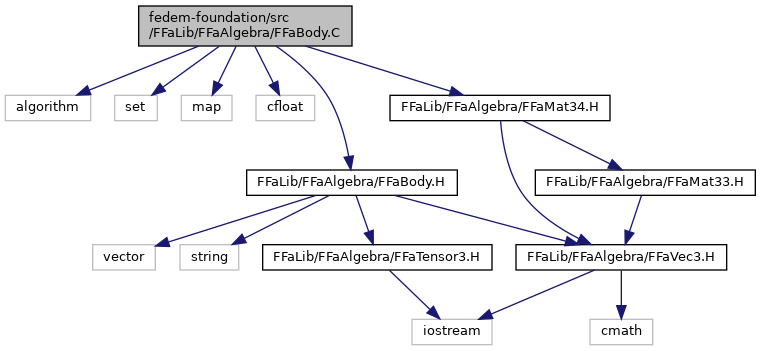 fedem-foundation/src
/FFaLib/FFaAlgebra/FFaBody.C
algorithm
set
map
cfloat
FFaLib/FFaAlgebra/FFaMat34.H
FFaLib/FFaAlgebra/FFaBody.H
FFaLib/FFaAlgebra/FFaMat33.H
vector
string
FFaLib/FFaAlgebra/FFaTensor3.H
FFaLib/FFaAlgebra/FFaVec3.H
iostream
cmath